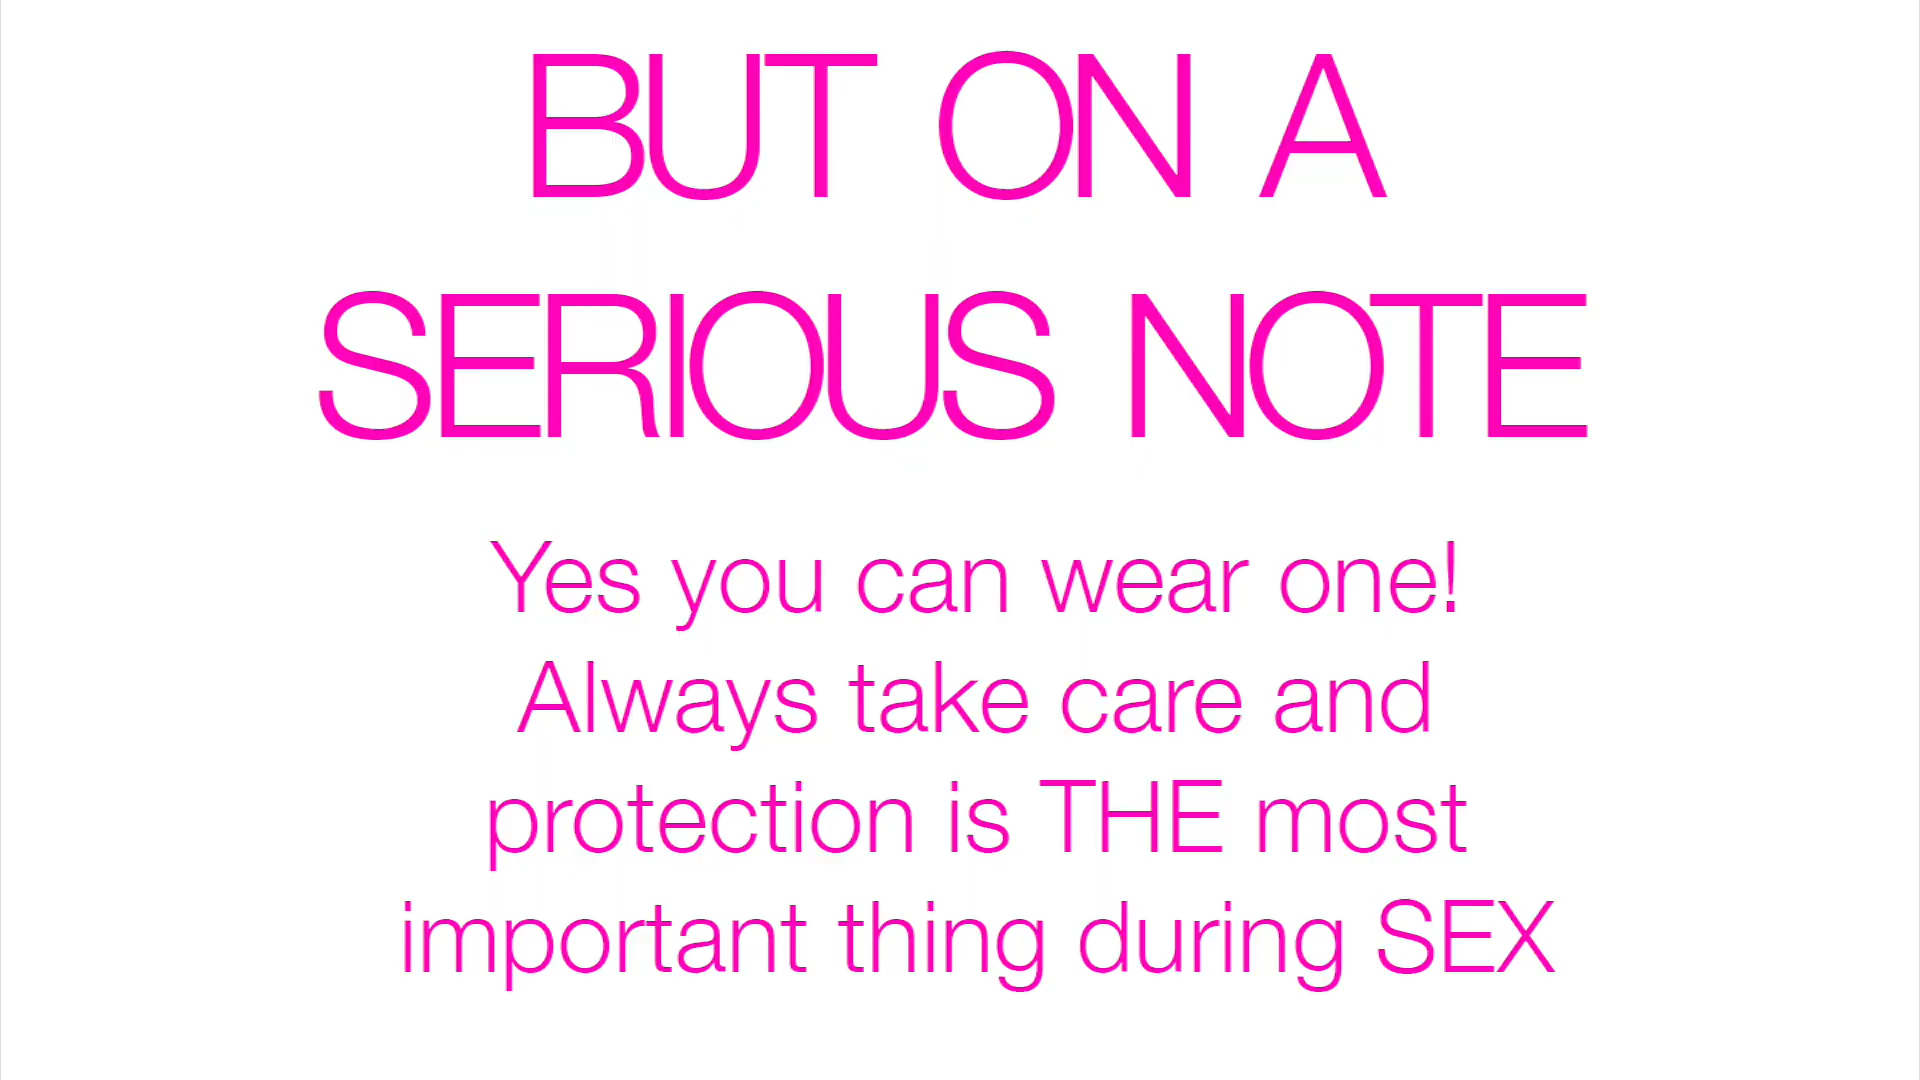 BUT ON A
SERIOUS NOTE
Yes you can wear one!
Always take care and
protection is THE most
important thing during SEX